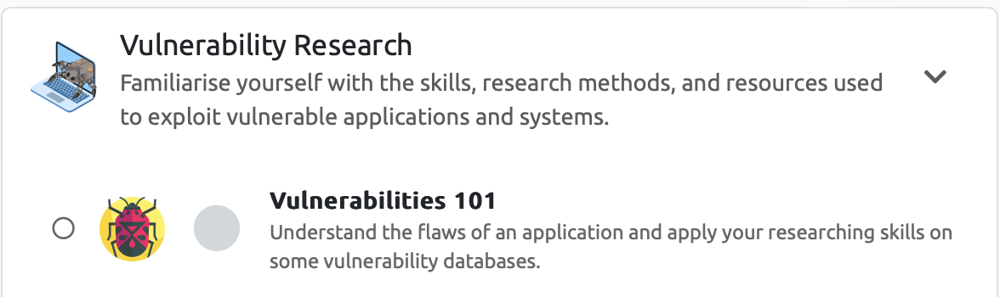 Vulnerability Research
Familiarise yourself with the skills, research methods, and resources used
to exploit vulnerable applications and systems.
Vulnerabilities 101
Understand the flaws of an application and apply your researching skills on
some vulnerability databases.